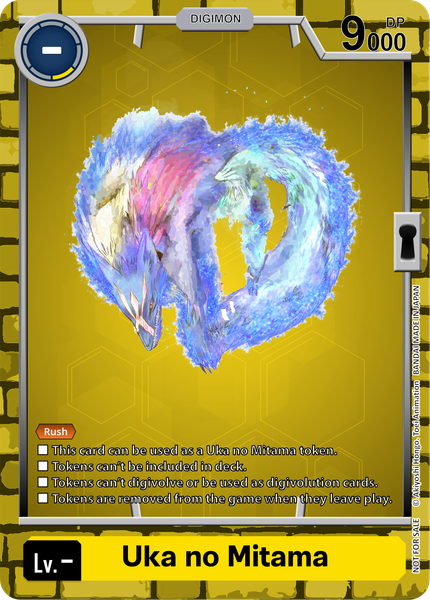 DIGIMON
-
DP
9000
Rush
This card can be used as a Uka no Mitama token.
Tokens can't be included in deck.
Tokens can't digivolve or be used as digivolution cards.
Tokens are removed from the game when they leave play.
NOT FOR SALE © Akiyoshi Hongo, Toei Animation BANDAI MADE IN JAPAN
Lv.-
Uka no Mitama